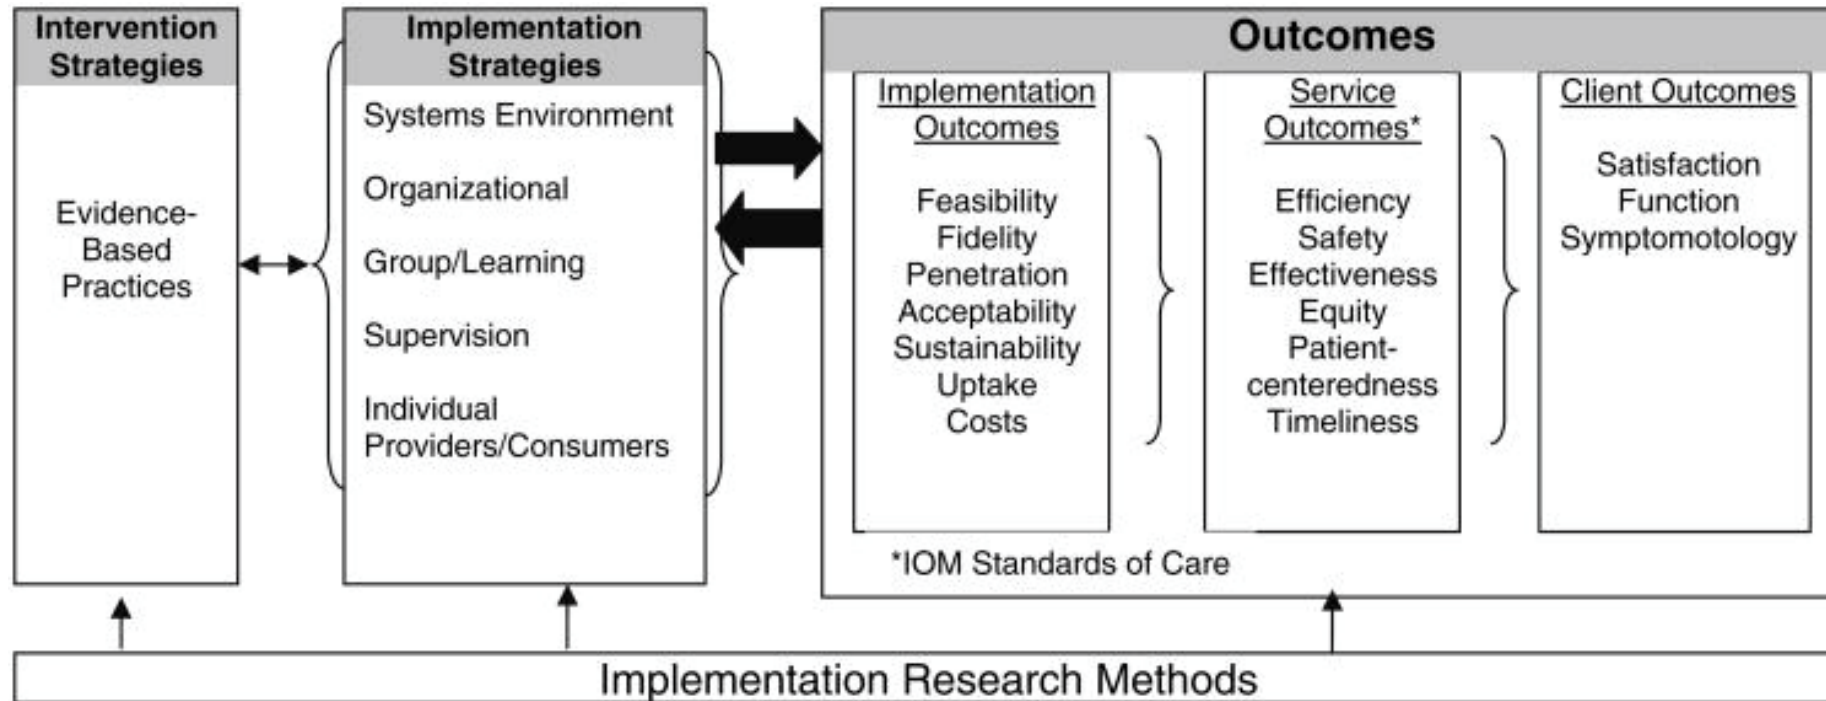 Intervention
Strategies
Evidence-
Based
Practices
Implementation
Strategies
Systems Environment
Organizational
Group/Learning
Supervision
Individual
Providers/Consumers
Outcomes
Implementation
Outcomes
Feasibility
Fidelity
Penetration
Acceptability
Sustainability
Uptake
Costs
Service
Outcomes*
Efficiency
Safety
Effectiveness
Equity
Patient-
centeredness
Timeliness
Client Outcomes
Satisfaction
Function
Symptomotology
*IOM Standards of Care
Implementation Research Methods